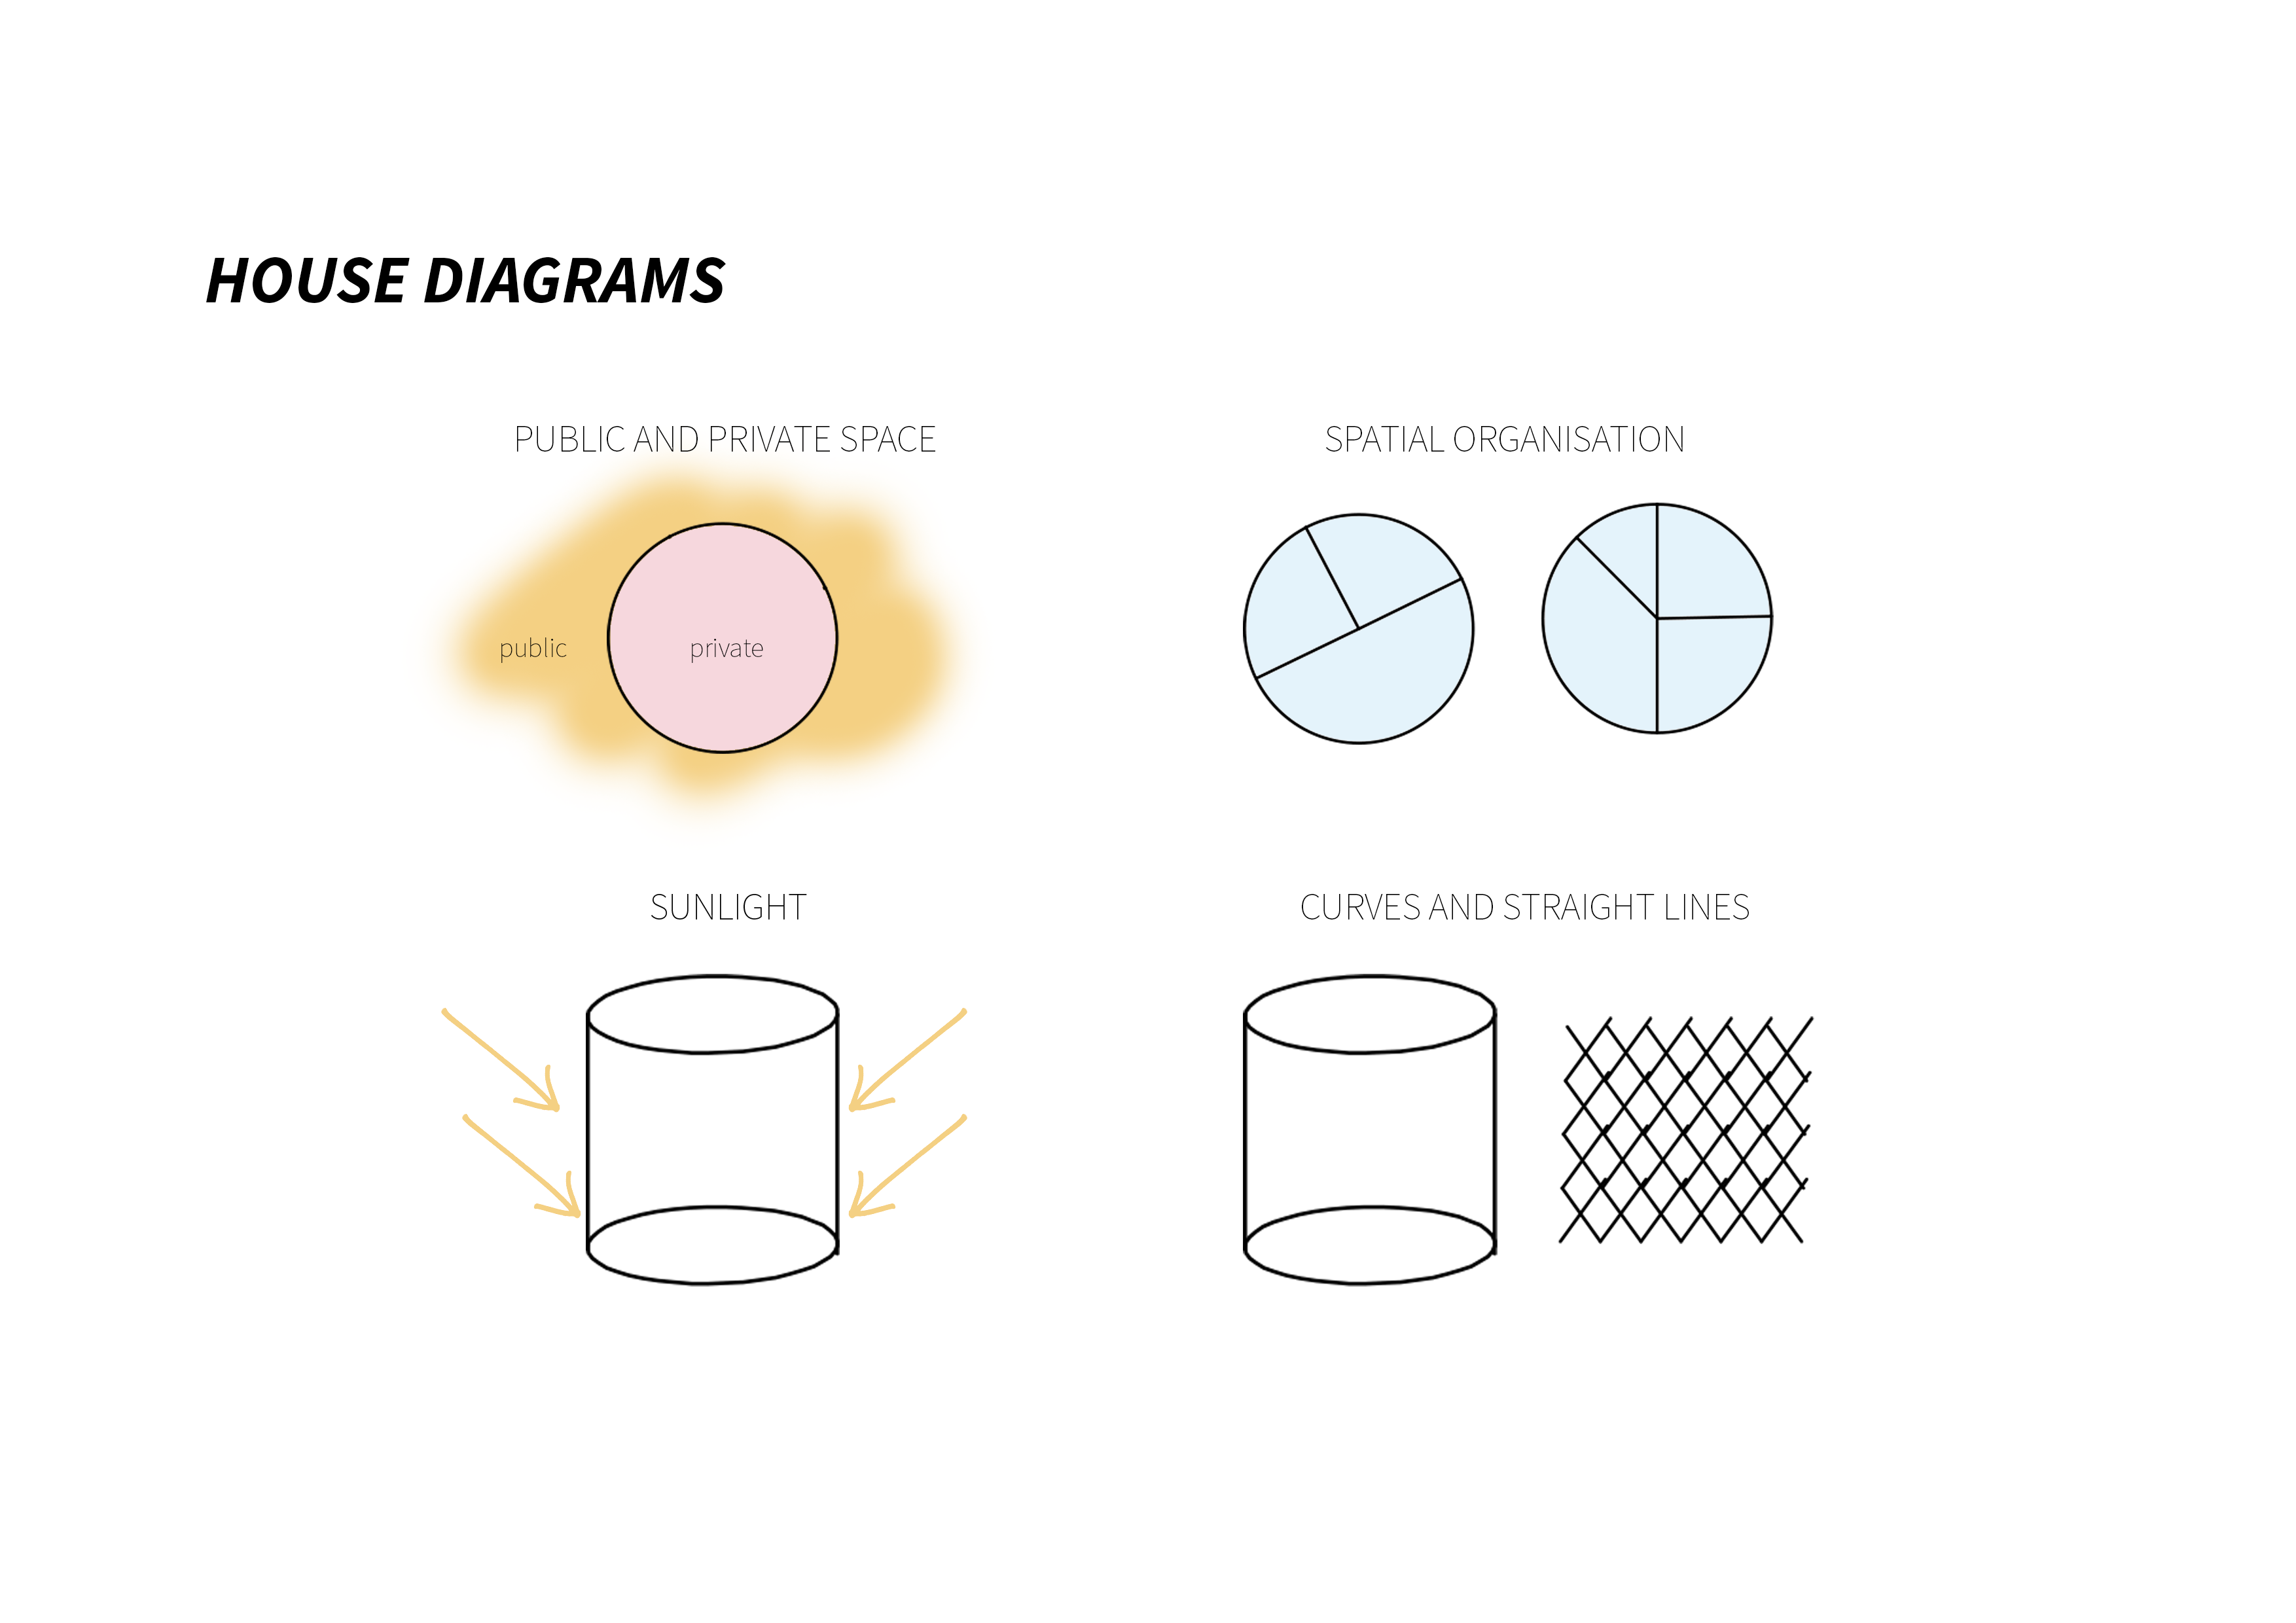 HOUSE DIAGRAMS
PUBLIC AND PRIVATE SPACE
public
private
SPATIAL ORGANISATION
SUNLIGHT
CURVES AND STRAIGHT LINES